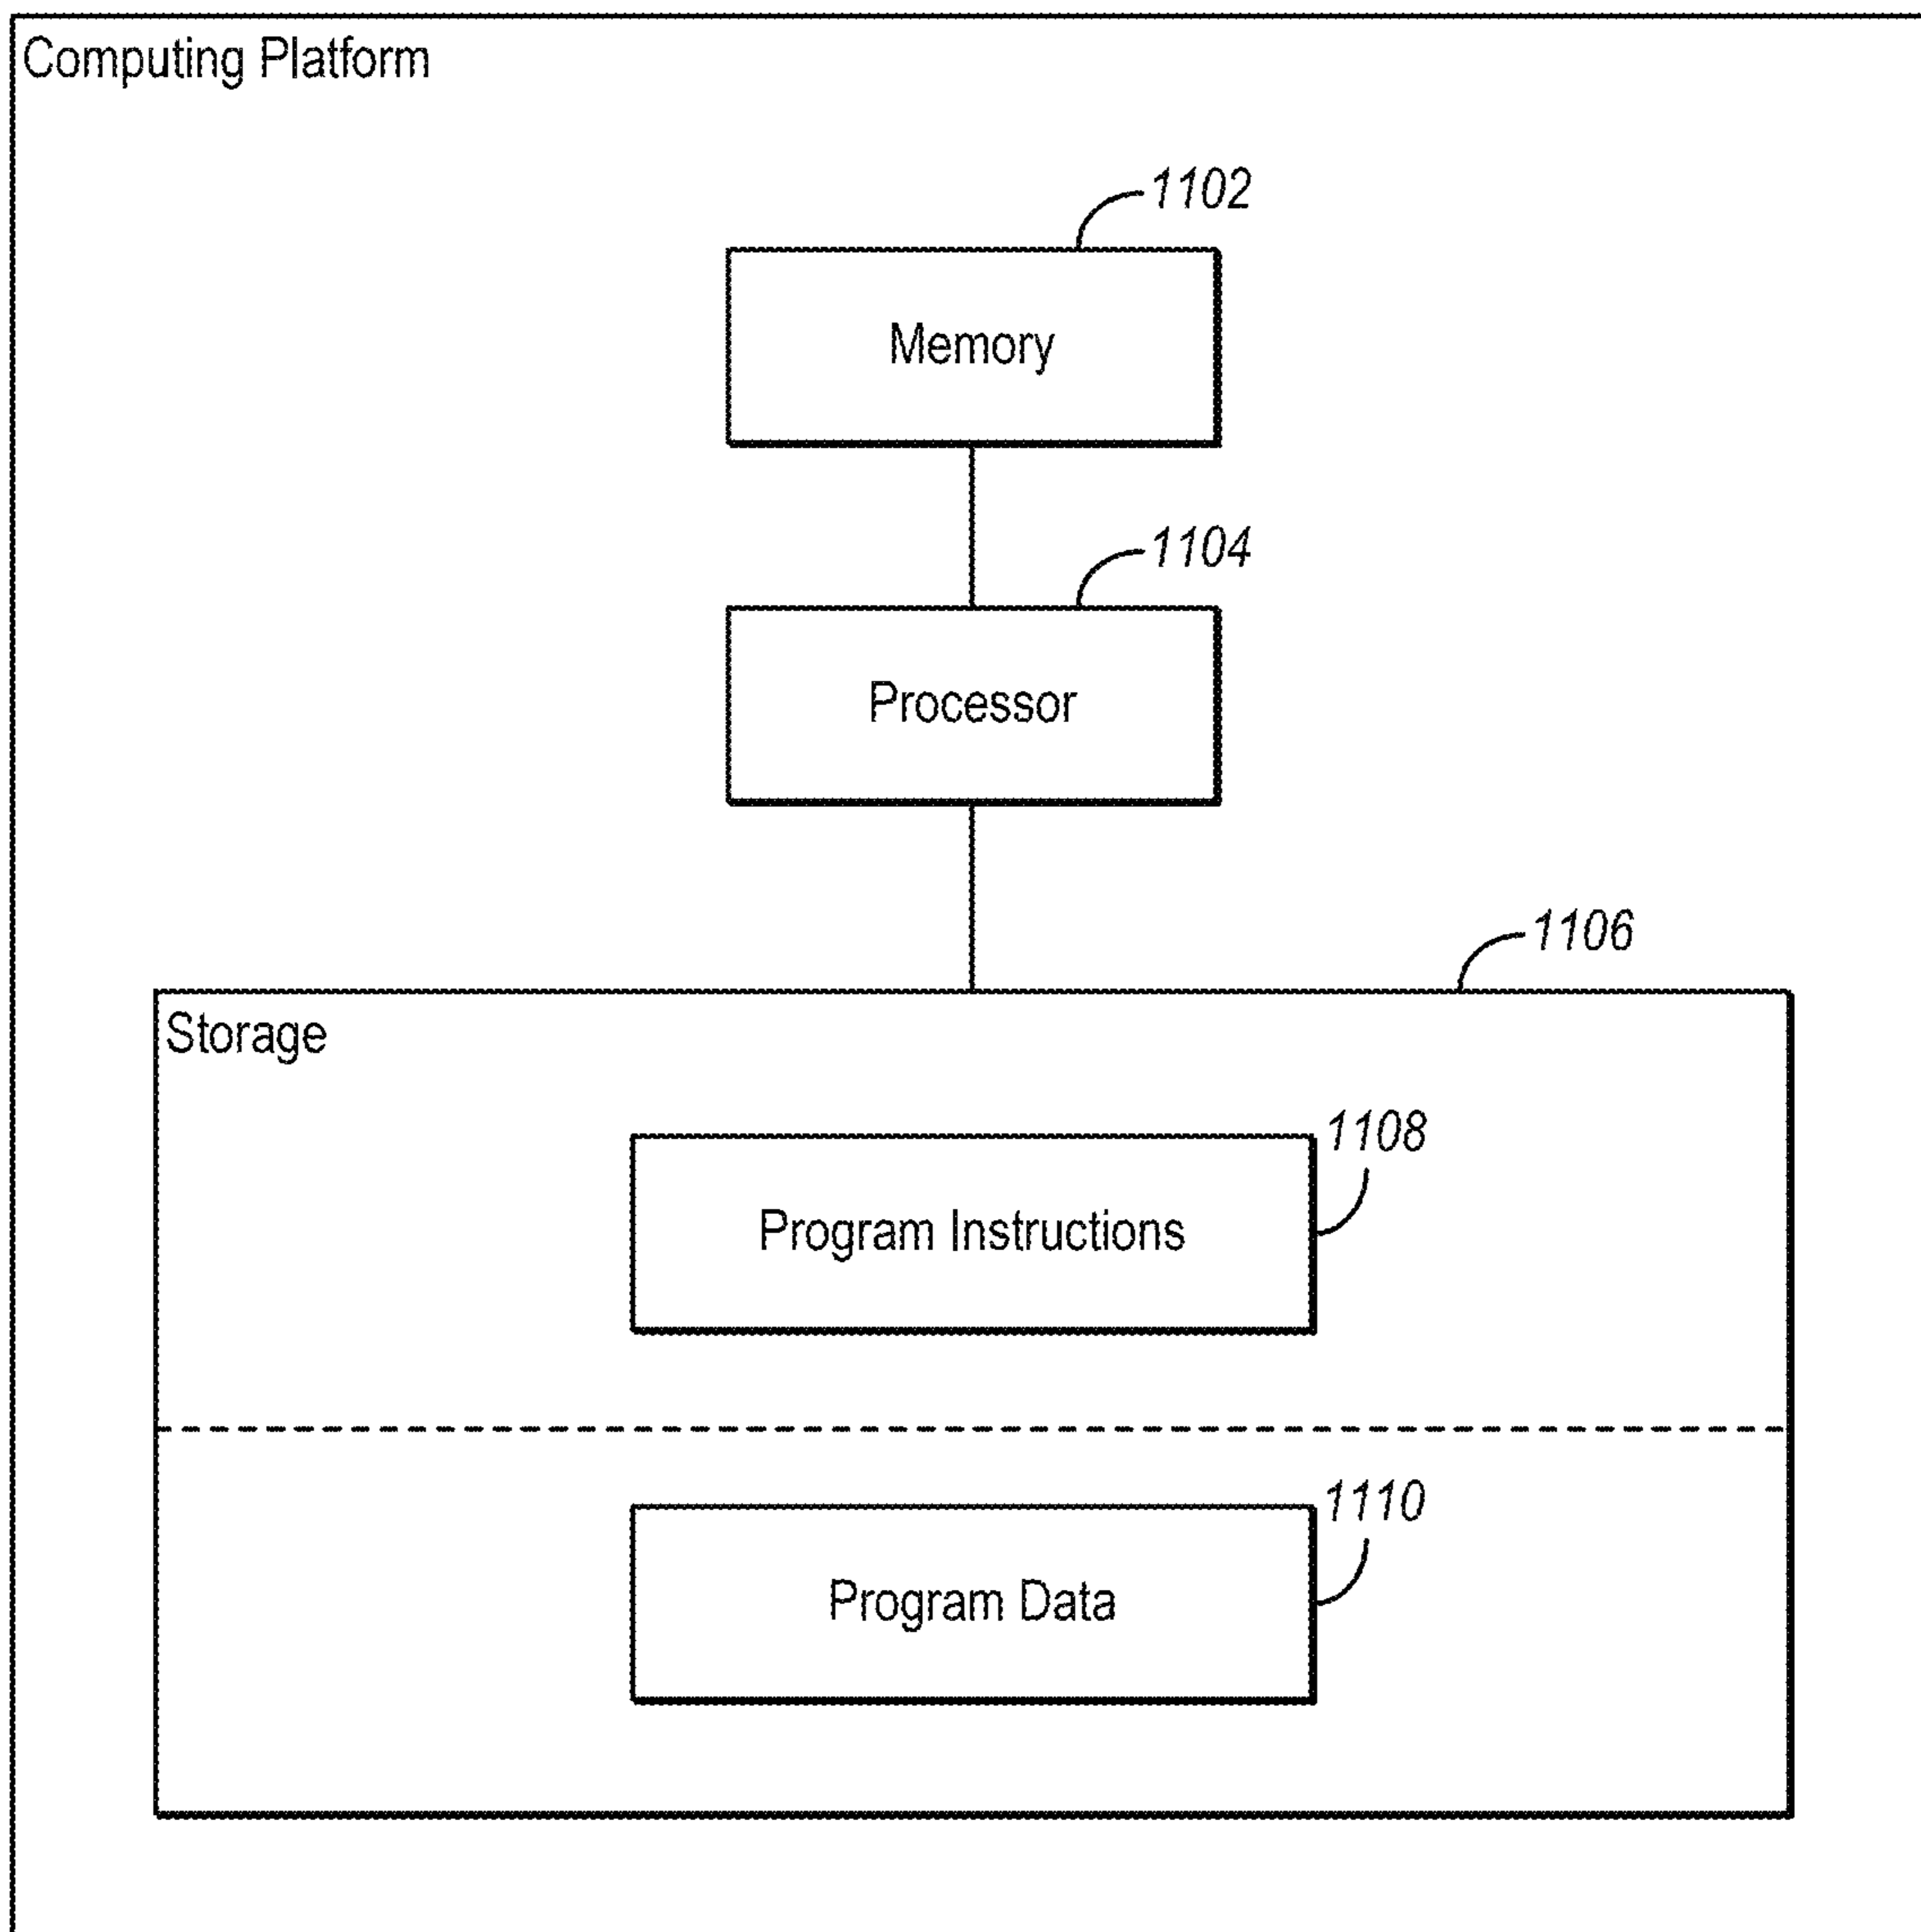 Computing Platform
1102
Memory
1104
Processor
1106
Storage
1108
Program Instructions
1110
Program Data